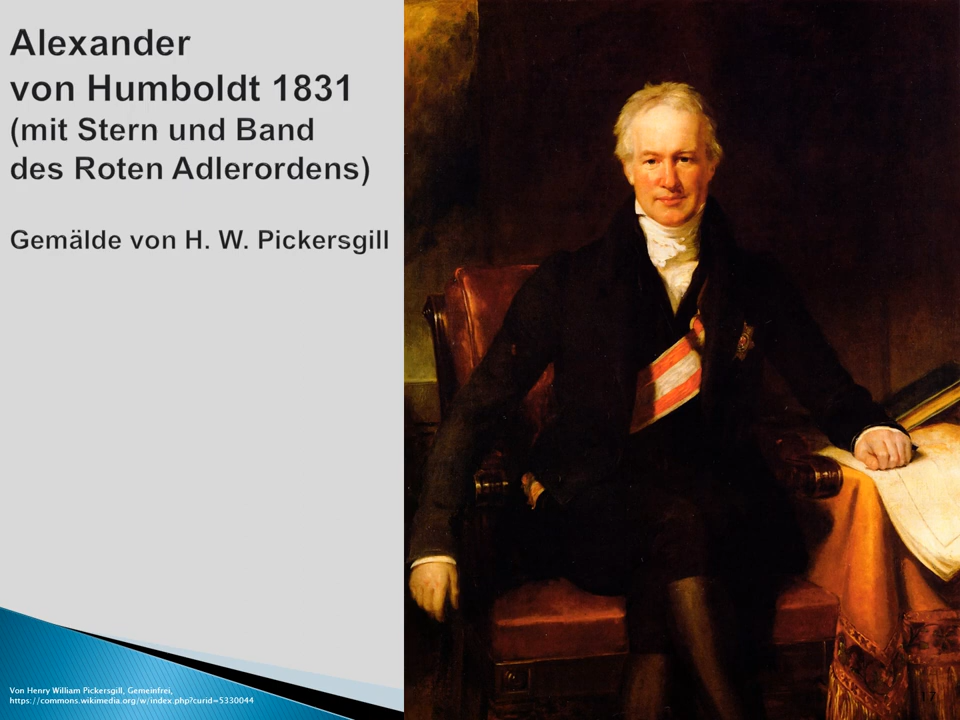 Alexander
von Humboldt 1831
(mit Stern und Band
des Roten Adlerordens)
Gemälde von H. W. Pickersgill
Von Henry William Pickersgill, Gemeinfrei,
https://commons.wikimedia.org/w/index.php?curid=5330044
17